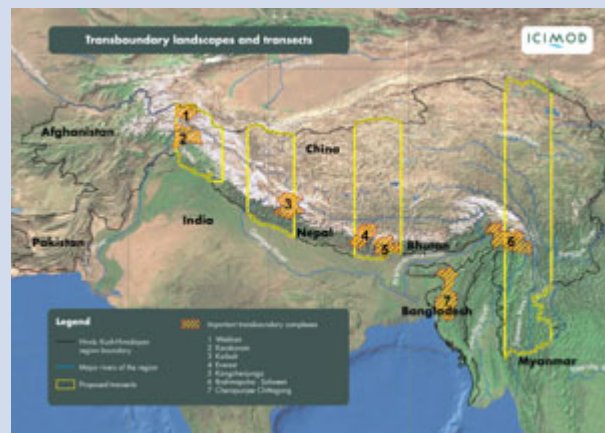 Transboundary landscapes and transects
ICIMOD
Afghanistan
1
2
China
3
India
Nepal
4
5
Bhutan
6
Pakistan
7
Bangladesh
Myanmar
Legend
Hindu Kush-Himalayan
region boundary
Major rivers of the region
Proposed transects
Important transboundary complexes
1 Wakhan
2 Karakoram
3 Kailash
4 Everest
5 Kangchenjunga
6 Brahmaputra - Salween
7 Cherrapunjee Chittagong